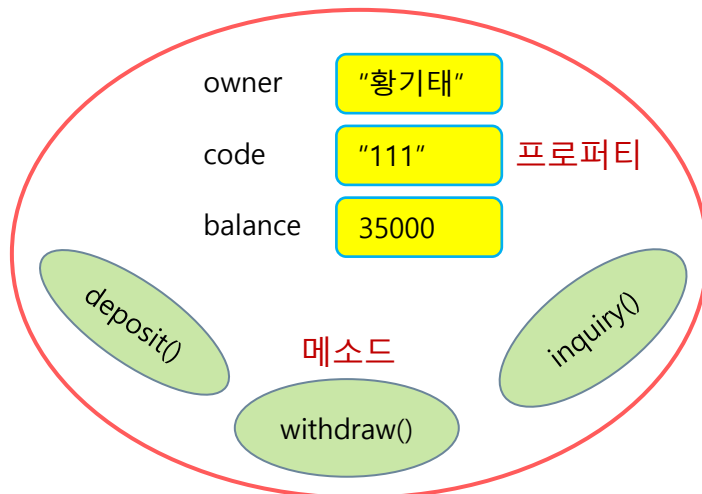 owner "황기태"
code "111" 프로퍼티
balance 35000
deposit()
메소드
inquiry()
withdraw()